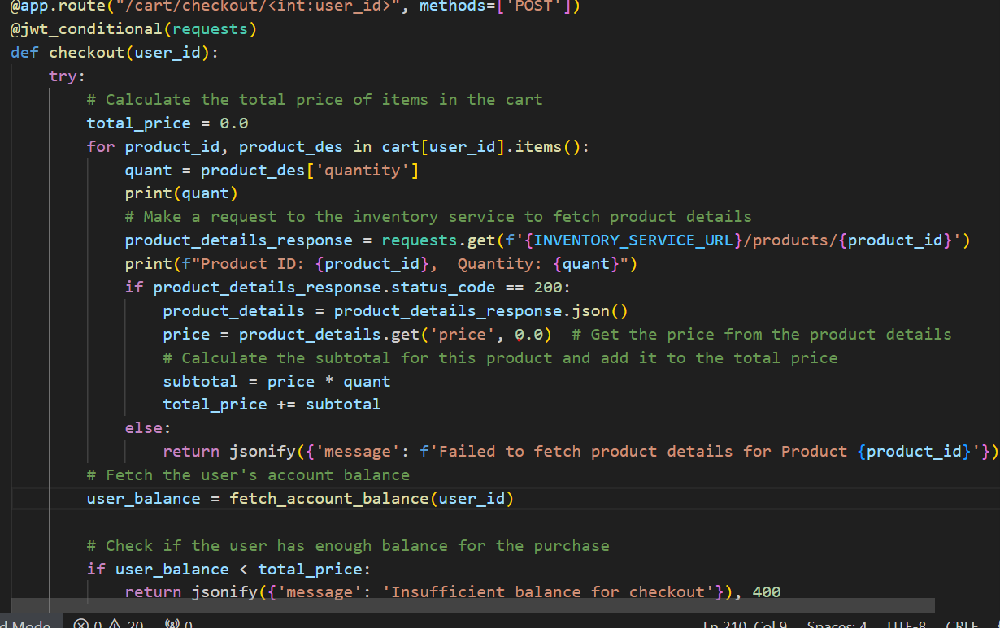 @app.route("/cart/checkout/<int:user_id>", methods=['POST'])
@jwt_conditional(requests)
def checkout(user_id):
    try:
        # Calculate the total price of items in the cart
        total_price = 0.0
        for product_id, product_des in cart[user_id].items():
            quant = product_des['quantity']
            print(quant)
            # Make a request to the inventory service to fetch product details
            product_details_response = requests.get(f'{INVENTORY_SERVICE_URL}/products/{product_id}')
            print(f"Product ID: {product_id},  Quantity: {quant}")
            if product_details_response.status_code == 200:
                product_details = product_details_response.json()
                price = product_details.get('price', 0.0)  # Get the price from the product details
                # Calculate the subtotal for this product and add it to the total price
                subtotal = price * quant
                total_price += subtotal
            else:
                return jsonify({'message': f'Failed to fetch product details for Product {product_id}'})
        # Fetch the user's account balance
        user_balance = fetch_account_balance(user_id)
        # Check if the user has enough balance for the purchase
        if user_balance < total_price:
            return jsonify({'message': 'Insufficient balance for checkout'}), 400
d Mode 0 20 0 Ln 210, Col 9 Spaces: 4 UTF-8 CRLF